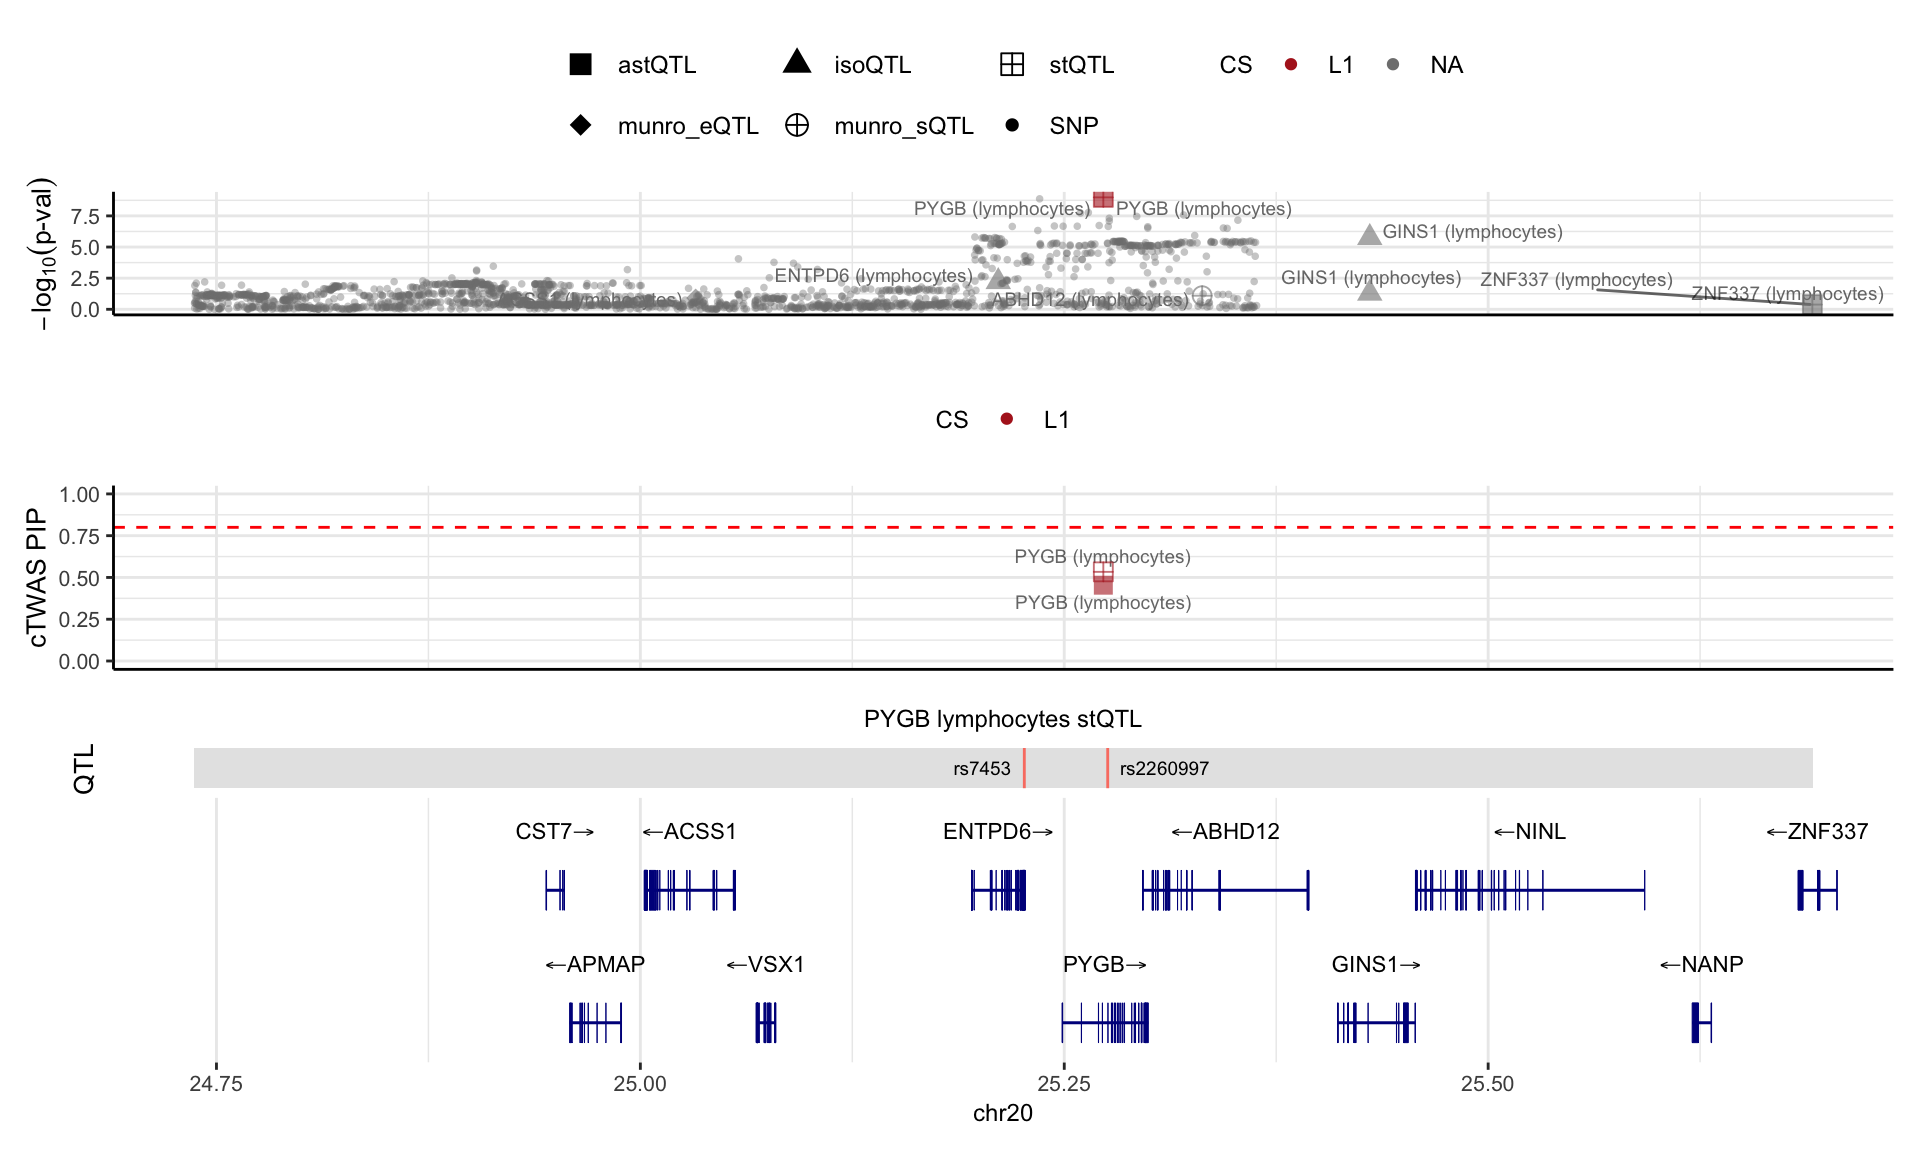 astQTL isoQTL stQTL CS L1 NA
munro_eQTL munro_sQTL SNP
−log10(p-val)
7.5
5.0
2.5
0.0
PYGB (lymphocytes) PYGB (lymphocytes)
GINS1 (lymphocytes)
ENTPD6 (lymphocytes) GINS1 (lymphocytes) ZNF337 (lymphocytes)
(lymphocytes) ABHD12 (lymphocytes) ZNF337 (lymphocytes)
CS L1
cTWAS PIP
1.00
0.75
0.50
0.25
0.00
PYGB (lymphocytes)
PYGB (lymphocytes)
PYGB lymphocytes stQTL
QTL
rs7453 rs2260997
CST7→ ←ACSS1 ENTPD6→ ←ABHD12 ←NINL ←ZNF337
←APMAP ←VSX1 PYGB→ GINS1→ ←NANP
24.75 25.00 25.25 25.50
chr20